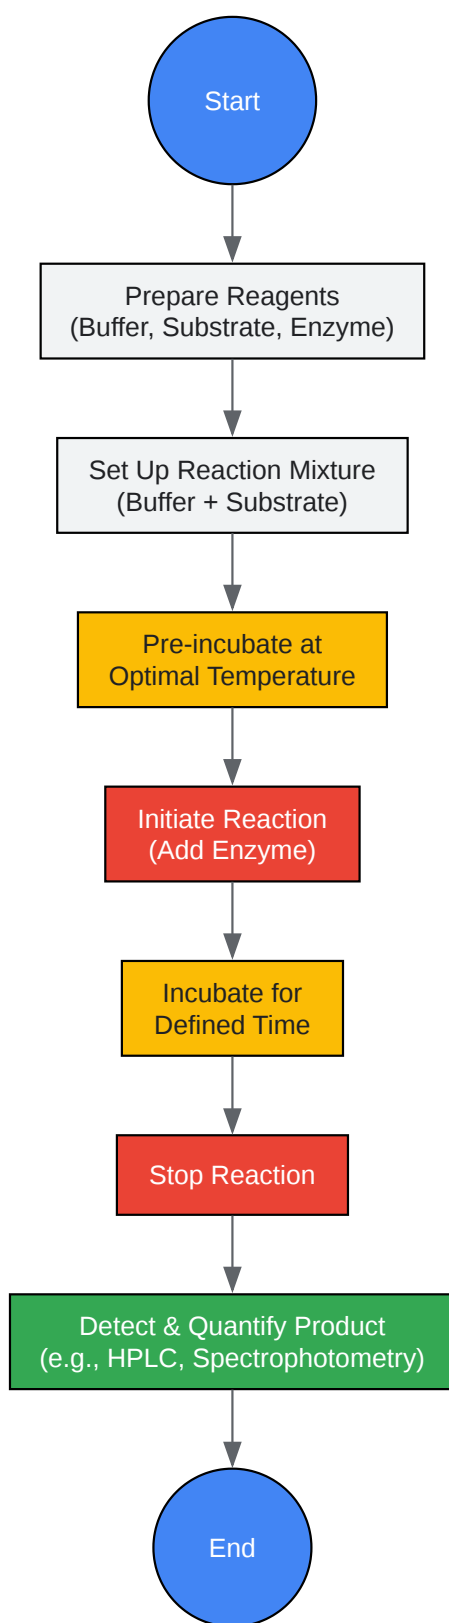 Start
Prepare Reagents
(Buffer, Substrate, Enzyme)
Set Up Reaction Mixture
(Buffer + Substrate)
Pre-incubate at
Optimal Temperature
Initiate Reaction
(Add Enzyme)
Incubate for
Defined Time
Stop Reaction
Detect & Quantify Product
(e.g., HPLC, Spectrophotometry)
End